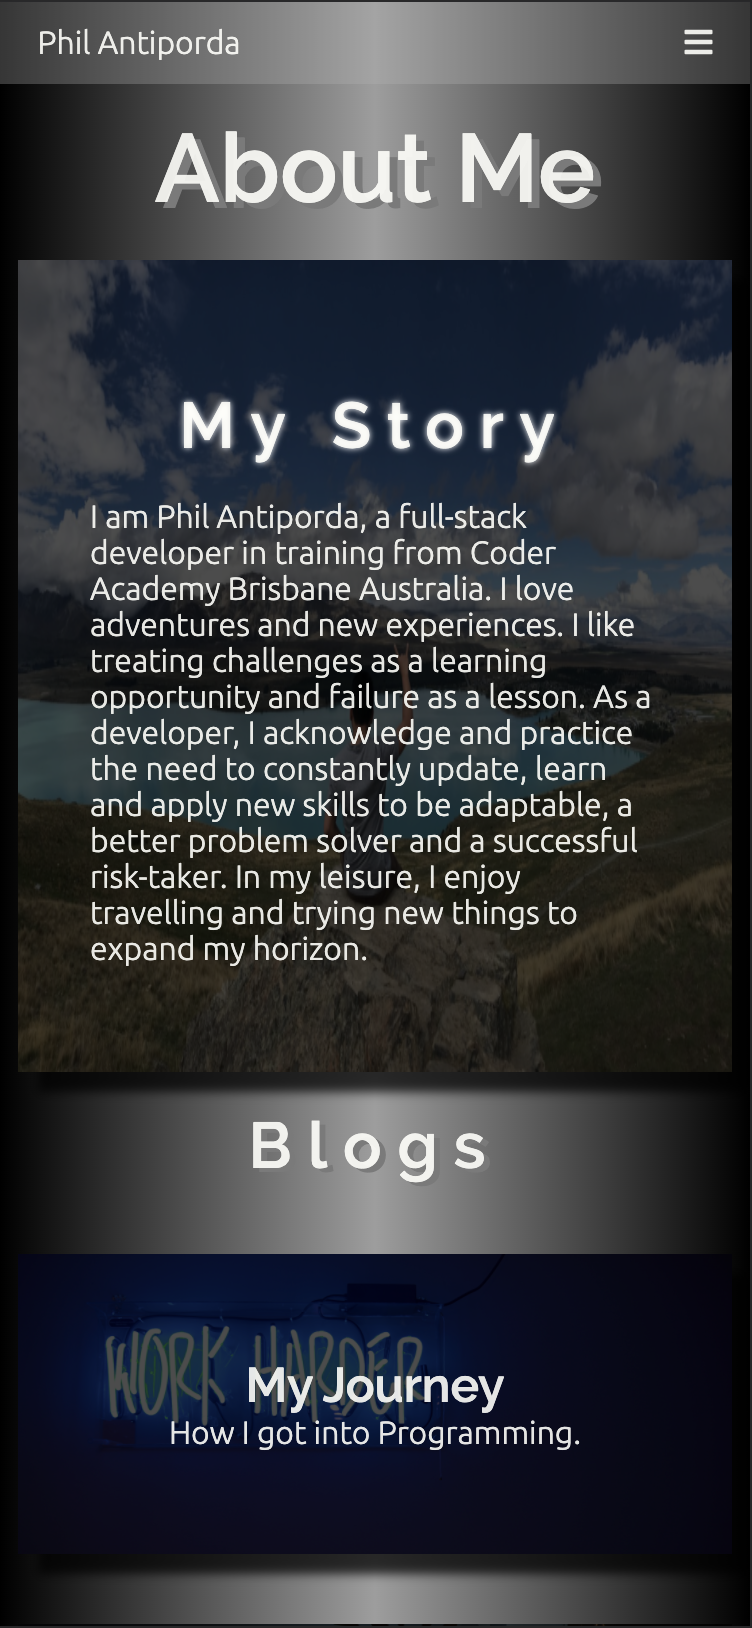 Phil Antiporda
About Me
My Story
I am Phil Antiporda, a full-stack
developer in training from Coder
Academy Brisbane Australia. I love
adventures and new experiences. I like
treating challenges as a learning
opportunity and failure as a lesson. As a
developer, I acknowledge and practice
the need to constantly update, learn
and apply new skills to be adaptable, a
better problem solver and a successful
risk-taker. In my leisure, I enjoy
travelling and trying new things to
expand my horizon.
Blogs
WORK HARDER
My Journey
How I got into Programming.